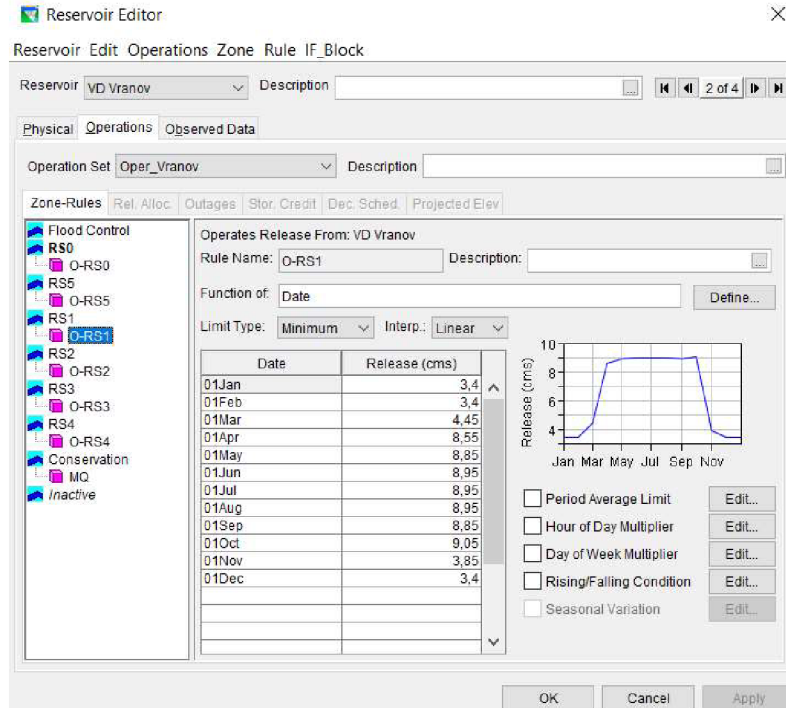 Reservoir Editor
Reservoir Edit Operations Zone Rule IF_Block
Reservoir VD Vranov Description ... 2 of 4
Physical Operations Observed Data
Operation Set Oper_Vranov Description ...
Zone-Rules Rel. Alloc. Outages Stor. Credit Dec. Sched. Projected Elev
Flood Control
RS0
O-RS0
RS5
O-RS5
RS1
O-RS1
RS2
O-RS2
RS3
O-RS3
RS4
O-RS4
Conservation
MQ
Inactive
Operates Release From: VD Vranov
Rule Name: O-RS1 Description: ...
Function of: Date Define...
Limit Type: Minimum Interp.: Linear
Date Release (cms)
01Jan 3,4
01Feb 3,4
01Mar 4,45
01Apr 8,55
01May 8,85
01Jun 8,95
01Jul 8,95
01Aug 8,95
01Sep 8,85
01Oct 9,05
01Nov 3,85
01Dec 3,4
Release (cms)
10
8
6
4
Jan Mar May Jul Sep Nov
Period Average Limit Edit...
Hour of Day Multiplier Edit...
Day of Week Multiplier Edit...
Rising/Falling Condition Edit...
Seasonal Variation Edit...
OK Cancel Apply